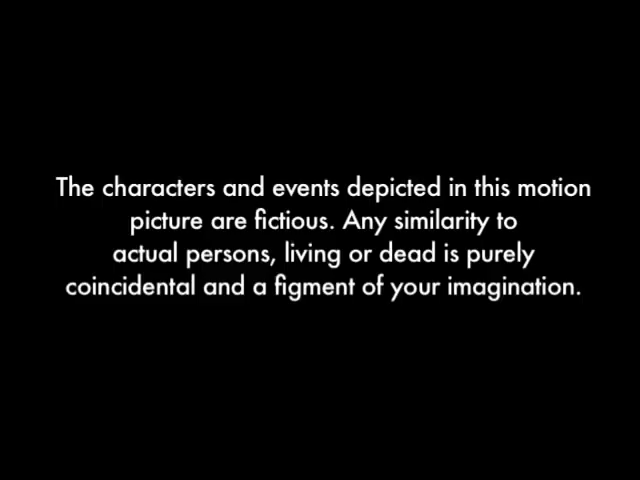 The characters and events depicted in this motion
picture are fictious. Any similarity to
actual persons, living or dead is purely
coincidental and a figment of your imagination.